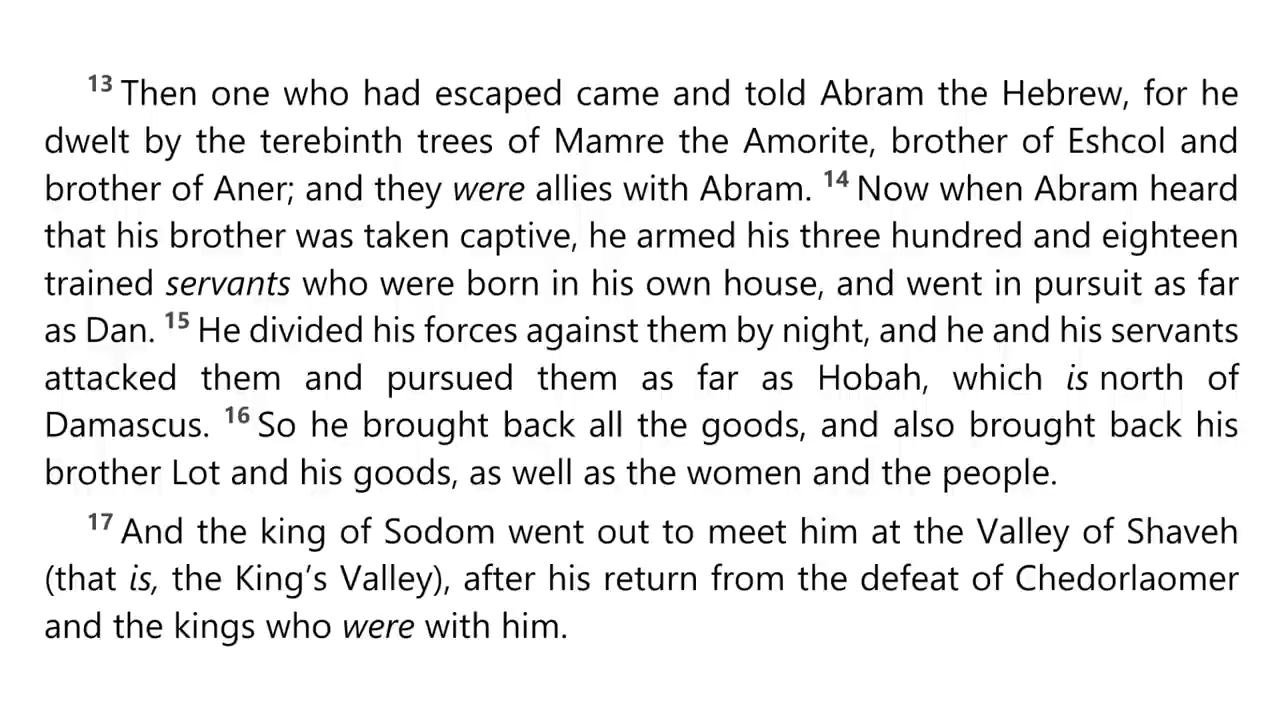 13 Then one who had escaped came and told Abram the Hebrew, for he
dwelt by the terebinth trees of Mamre the Amorite, brother of Eshcol and
brother of Aner; and they were allies with Abram. 14 Now when Abram heard
that his brother was taken captive, he armed his three hundred and eighteen
trained servants who were born in his own house, and went in pursuit as far
as Dan. 15 He divided his forces against them by night, and he and his servants
attacked them and pursued them as far as Hobah, which is north of
Damascus. 16 So he brought back all the goods, and also brought back his
brother Lot and his goods, as well as the women and the people.
17 And the king of Sodom went out to meet him at the Valley of Shaveh
(that is, the King’s Valley), after his return from the defeat of Chedorlaomer
and the kings who were with him.